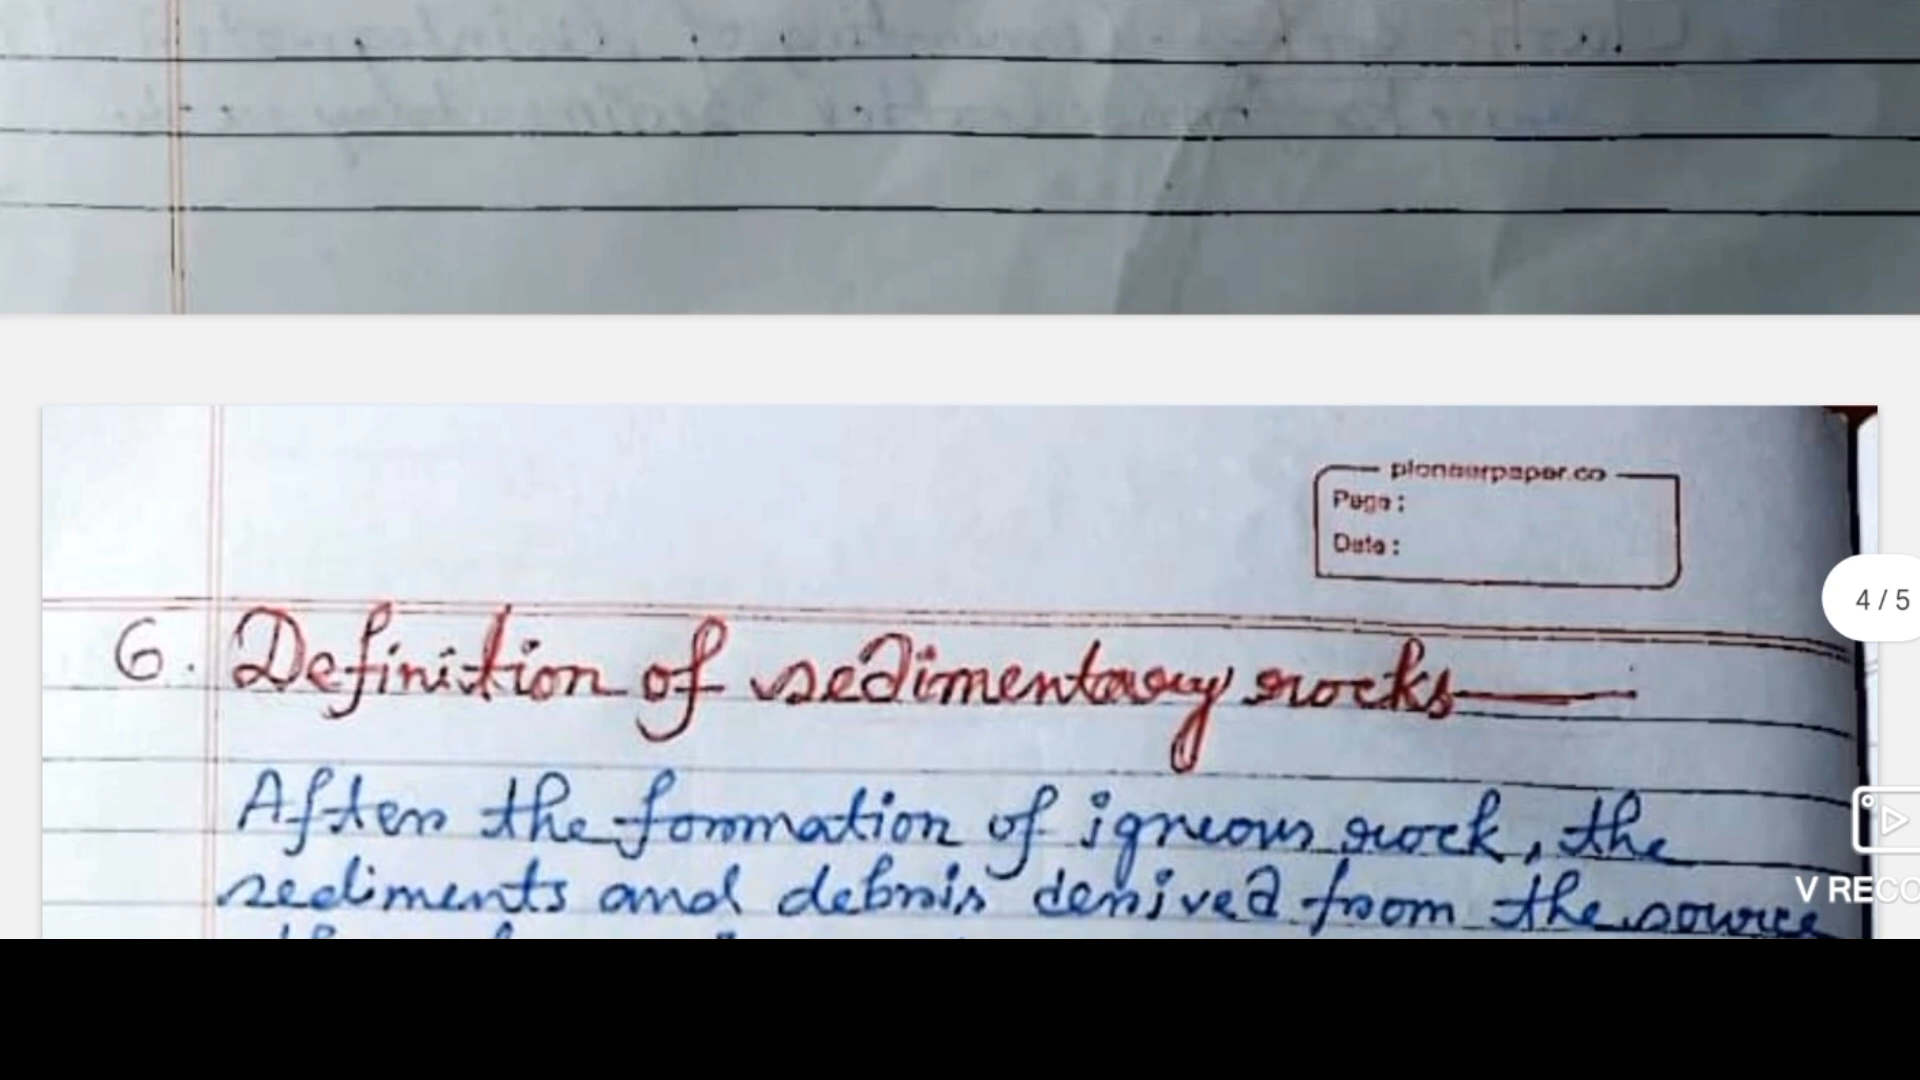 pioneerpaper.co
Page :
Date :
4 / 5
6. Definition of sedimentary rocks
After the formation of igneous rock, the
sediments and debris derived from the source
V RECO